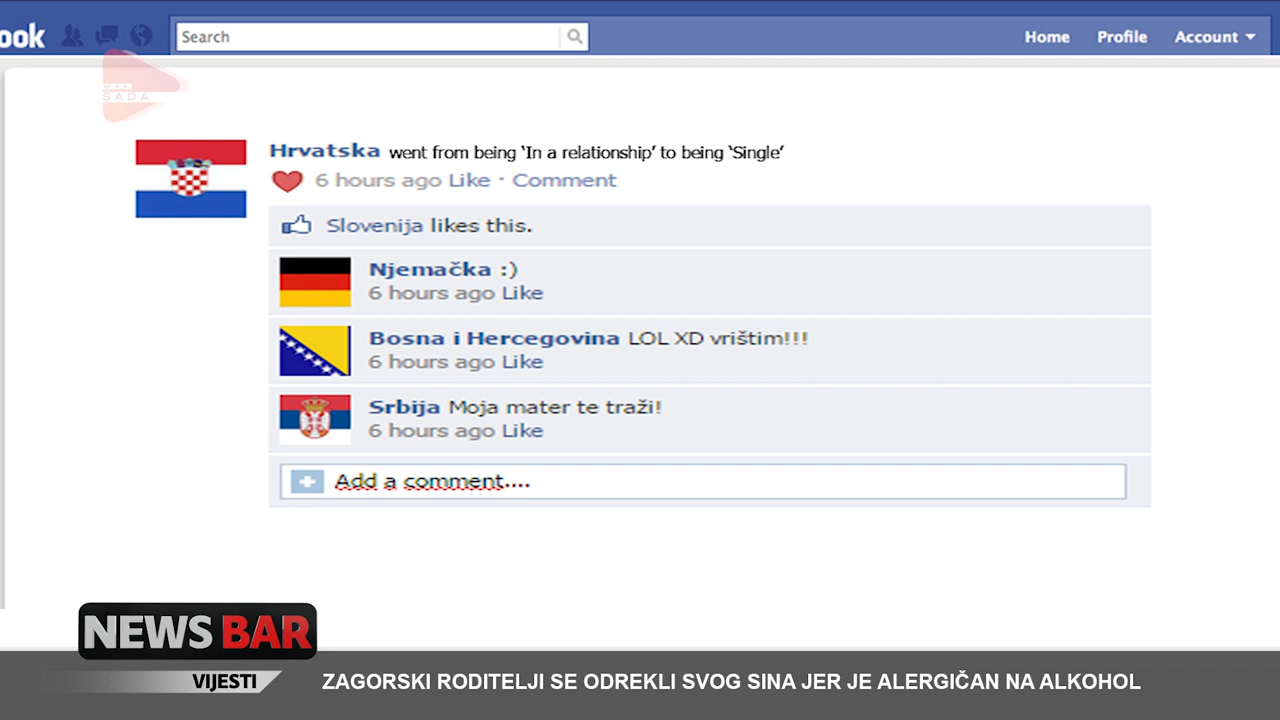 ook
Search
Home
Profile
Account
SADA
Hrvatska went from being ‘In a relationship’ to being ‘Single’
6 hours ago Like · Comment
Slovenija likes this.
Njemačka :)
6 hours ago Like
Bosna i Hercegovina LOL XD vrištim!!!
6 hours ago Like
Srbija Moja mater te traži!
6 hours ago Like
Add a comment....
NEWS BAR
VIJESTI
ZAGORSKI RODITELJI SE ODREKLI SVOG SINA JER JE ALERGIČAN NA ALKOHOL